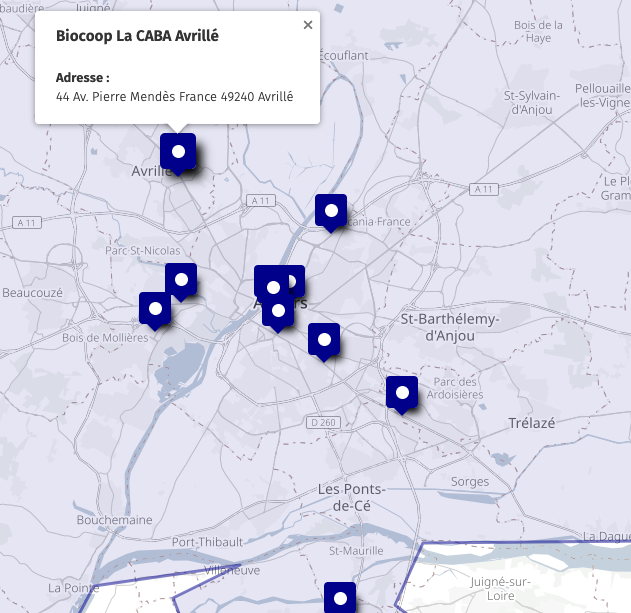 baudière
Juigné
Biocoop La CABA Avrillé
×
Adresse :
44 Av. Pierre Mendès France 49240 Avrillé
Écouflant
Bois de la
Haye
St-Sylvain-
d'Anjou
Pellouaille
les-Vigne
Avrillé
A 11
A 11
A 11
Le Pl
Gram
cania-France
Parc-St-Nicolas
Beaucouzé
Bois de Mollières
St-Barthélemy-
d'Anjou
Parc des
Ardoisières
D 260
Trélazé
Les Ponts-
de-Cé
Sorges
Bouchemaine
Port-Thibault
St-Maurille
La Dague
Villeneuve
La Pointe
Juigné-sur-
Loire